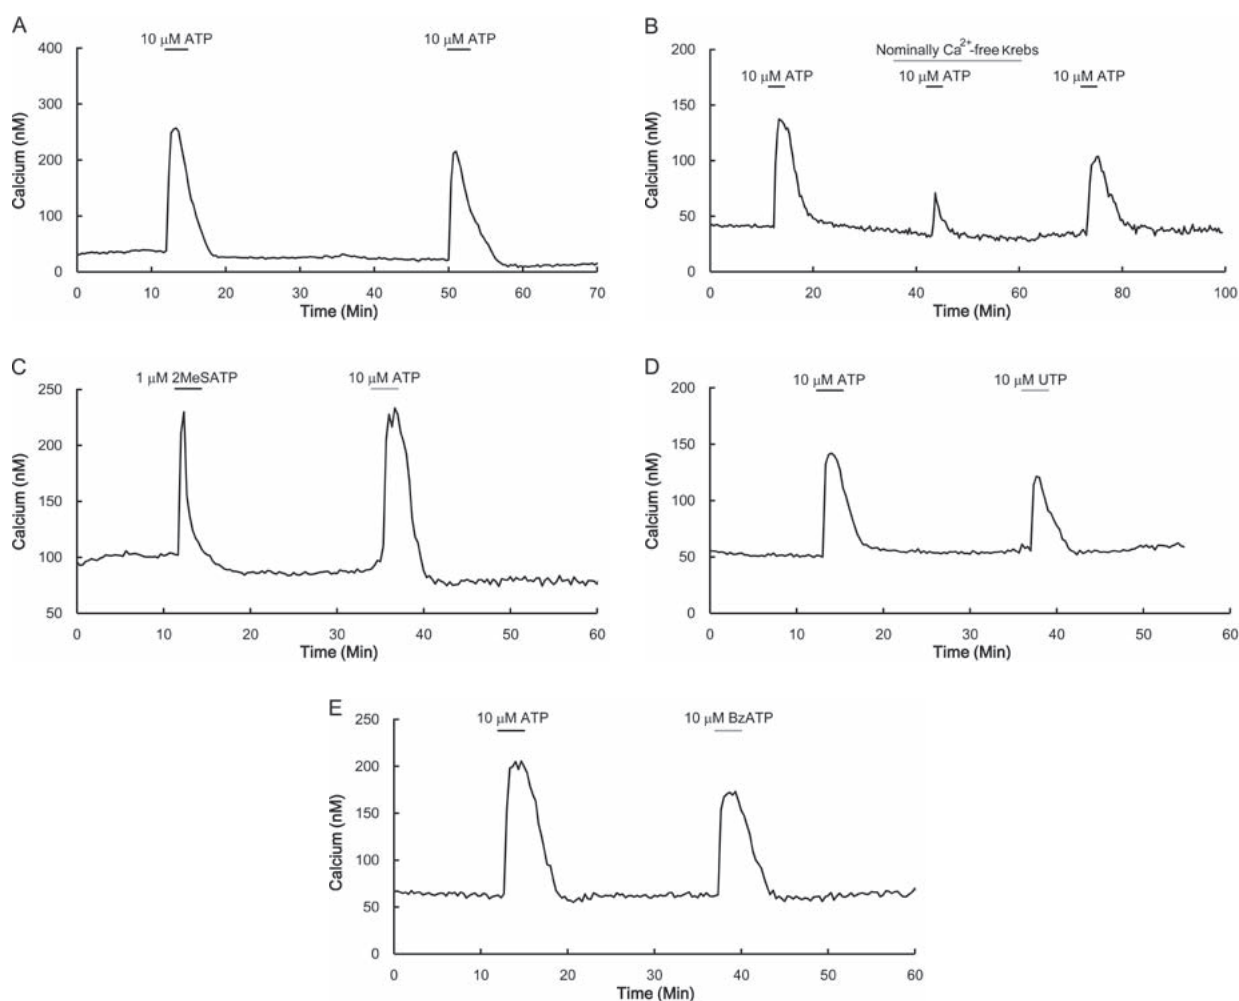 A
10 μM ATP
10 μM ATP
400
300
200
100
0
Calcium (nM)
0 10 20 30 40 50 60 70
Time (Min)
B
Nominally Ca²⁺-free Krebs
10 μM ATP
10 μM ATP
10 μM ATP
200
150
100
50
0
Calcium (nM)
0 20 40 60 80 100
Time (Min)
C
1 μM 2MeSATP
10 μM ATP
250
200
150
100
50
Calcium (nM)
0 10 20 30 40 50 60
Time (Min)
D
10 μM ATP
10 μM UTP
200
150
100
50
0
Calcium (nM)
0 10 20 30 40 50 60
Time (Min)
E
10 μM ATP
10 μM BzATP
250
200
150
100
50
0
Calcium (nM)
0 10 20 30 40 50 60
Time (Min)